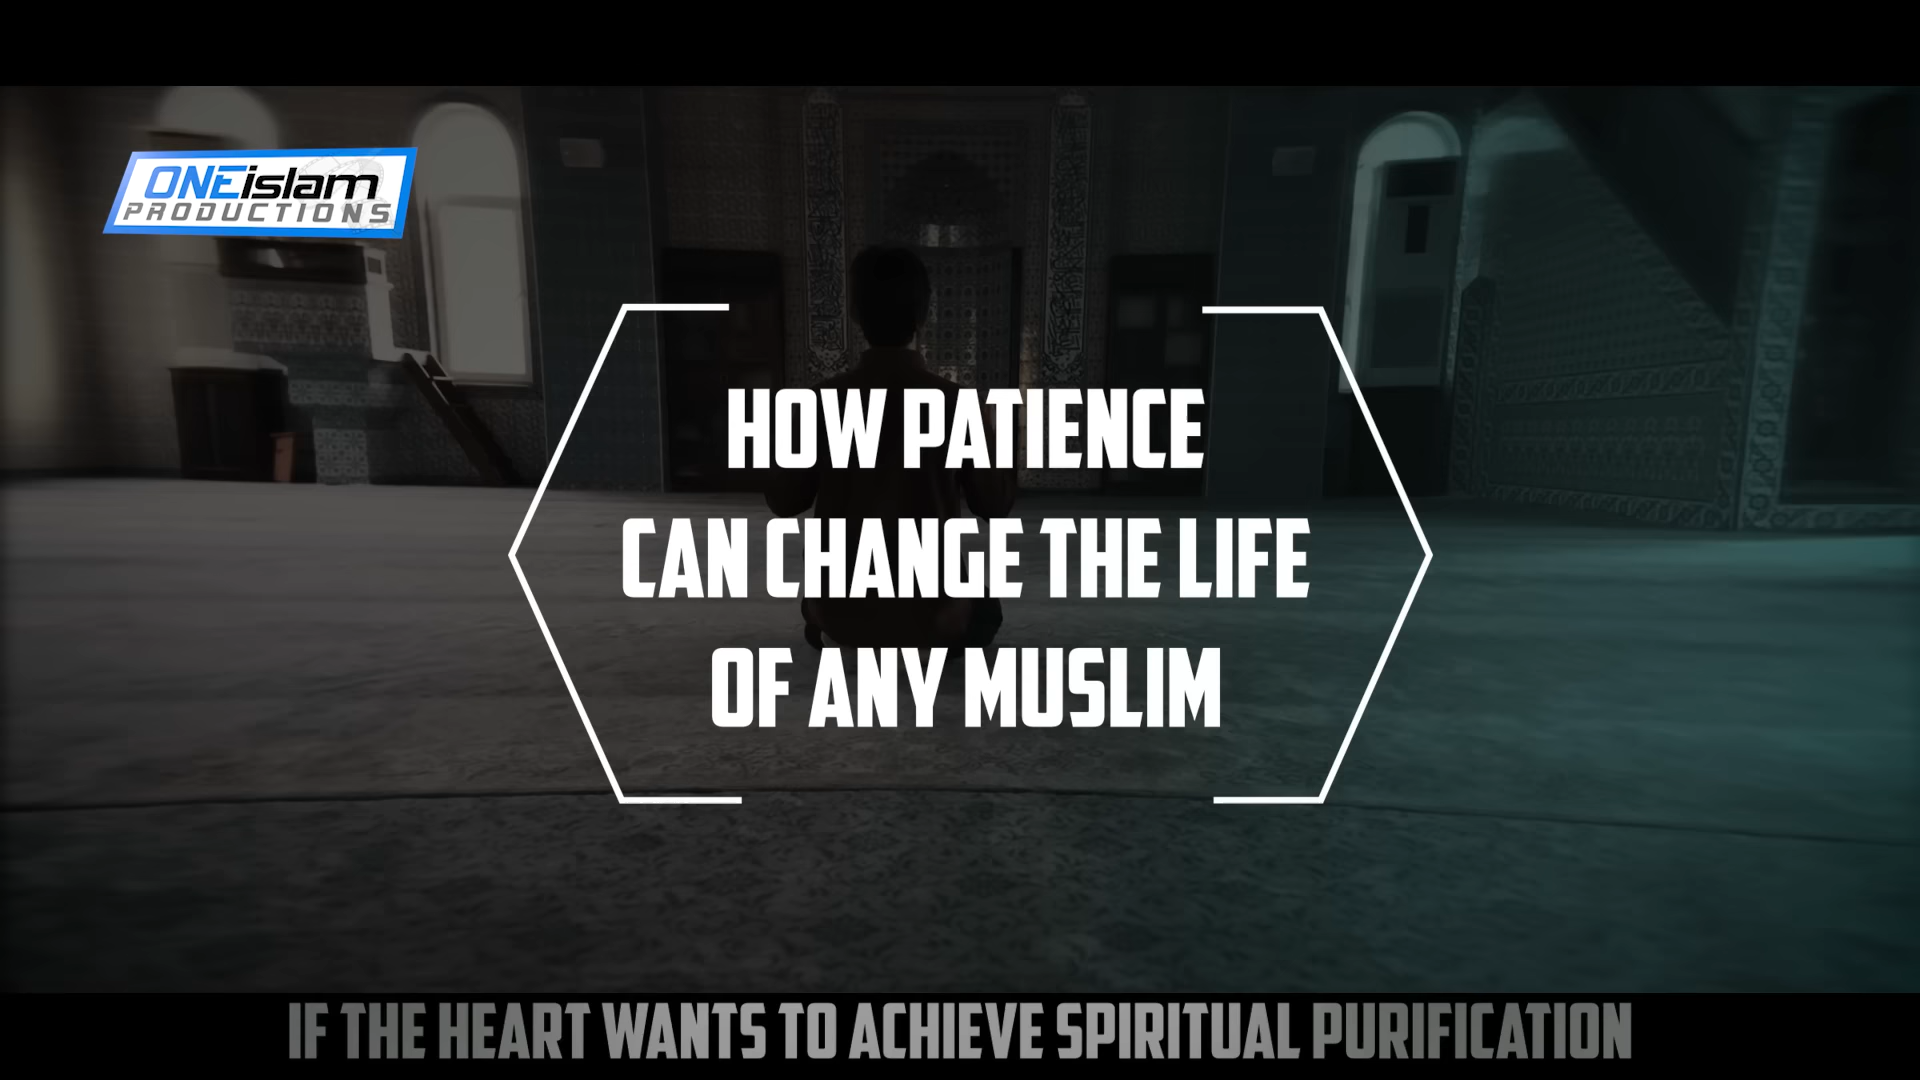 ONEislam
PRODUCTIONS
HOW PATIENCE
CAN CHANGE THE LIFE
OF ANY MUSLIM
IF THE HEART WANTS TO ACHIEVE SPIRITUAL PURIFICATION